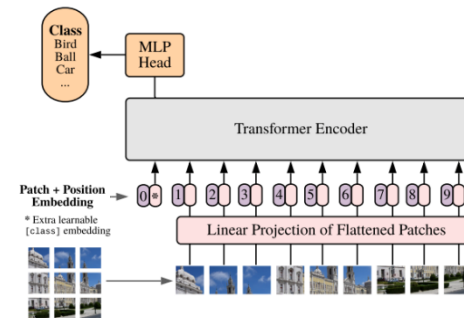 Class
Bird
Ball
Car
...
MLP
Head
Transformer Encoder
Patch + Position
Embedding
0 * 1 2 3 4 5 6 7 8 9
* Extra learnable
[class] embedding
Linear Projection of Flattened Patches